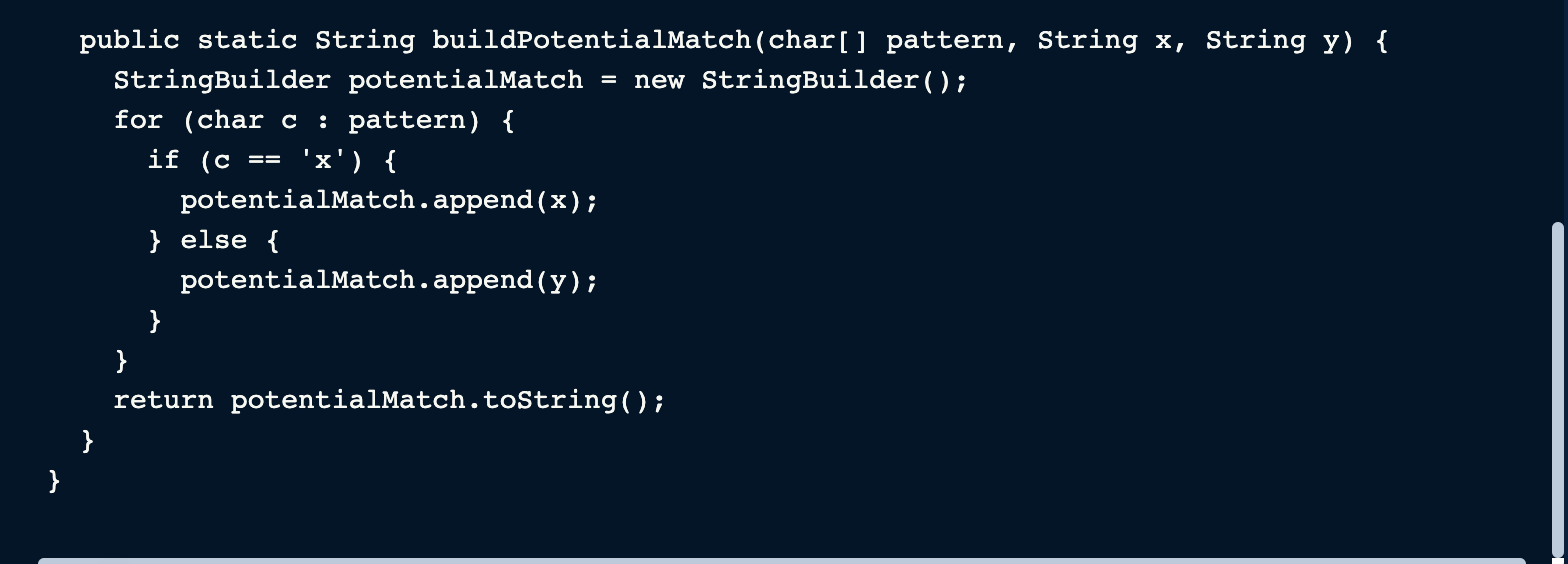 public static String buildPotentialMatch(char[] pattern, String x, String y) {
StringBuilder potentialMatch = new StringBuilder();
for (char c : pattern) {
if (c == 'x') {
potentialMatch.append(x);
} else {
potentialMatch.append(y);
}
}
return potentialMatch.toString();
}
}